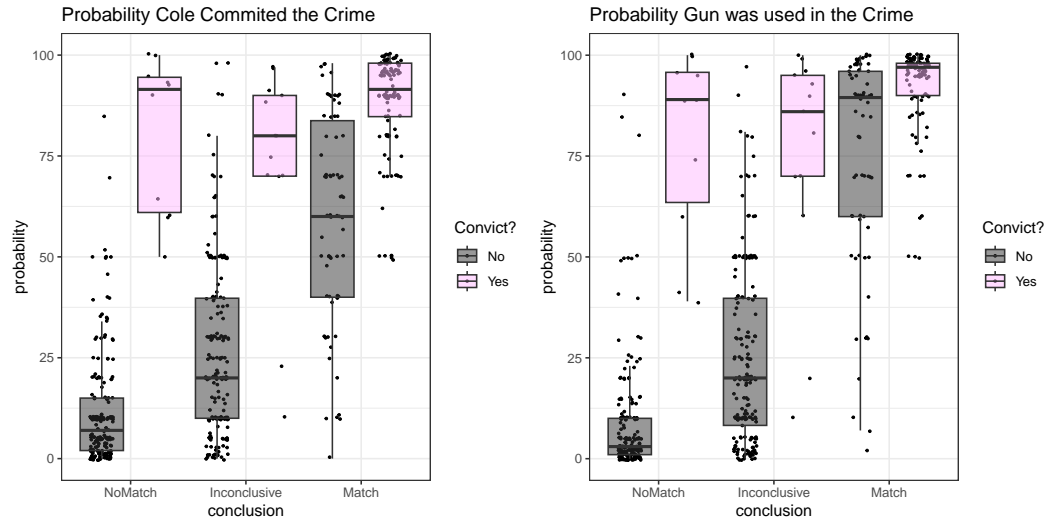 Probability Cole Commited the Crime
probability
100
75
50
25
0
NoMatch
Inconclusive
Match
conclusion
Convict?
No
Yes
Probability Gun was used in the Crime
probability
100
75
50
25
0
NoMatch
Inconclusive
Match
conclusion
Convict?
No
Yes